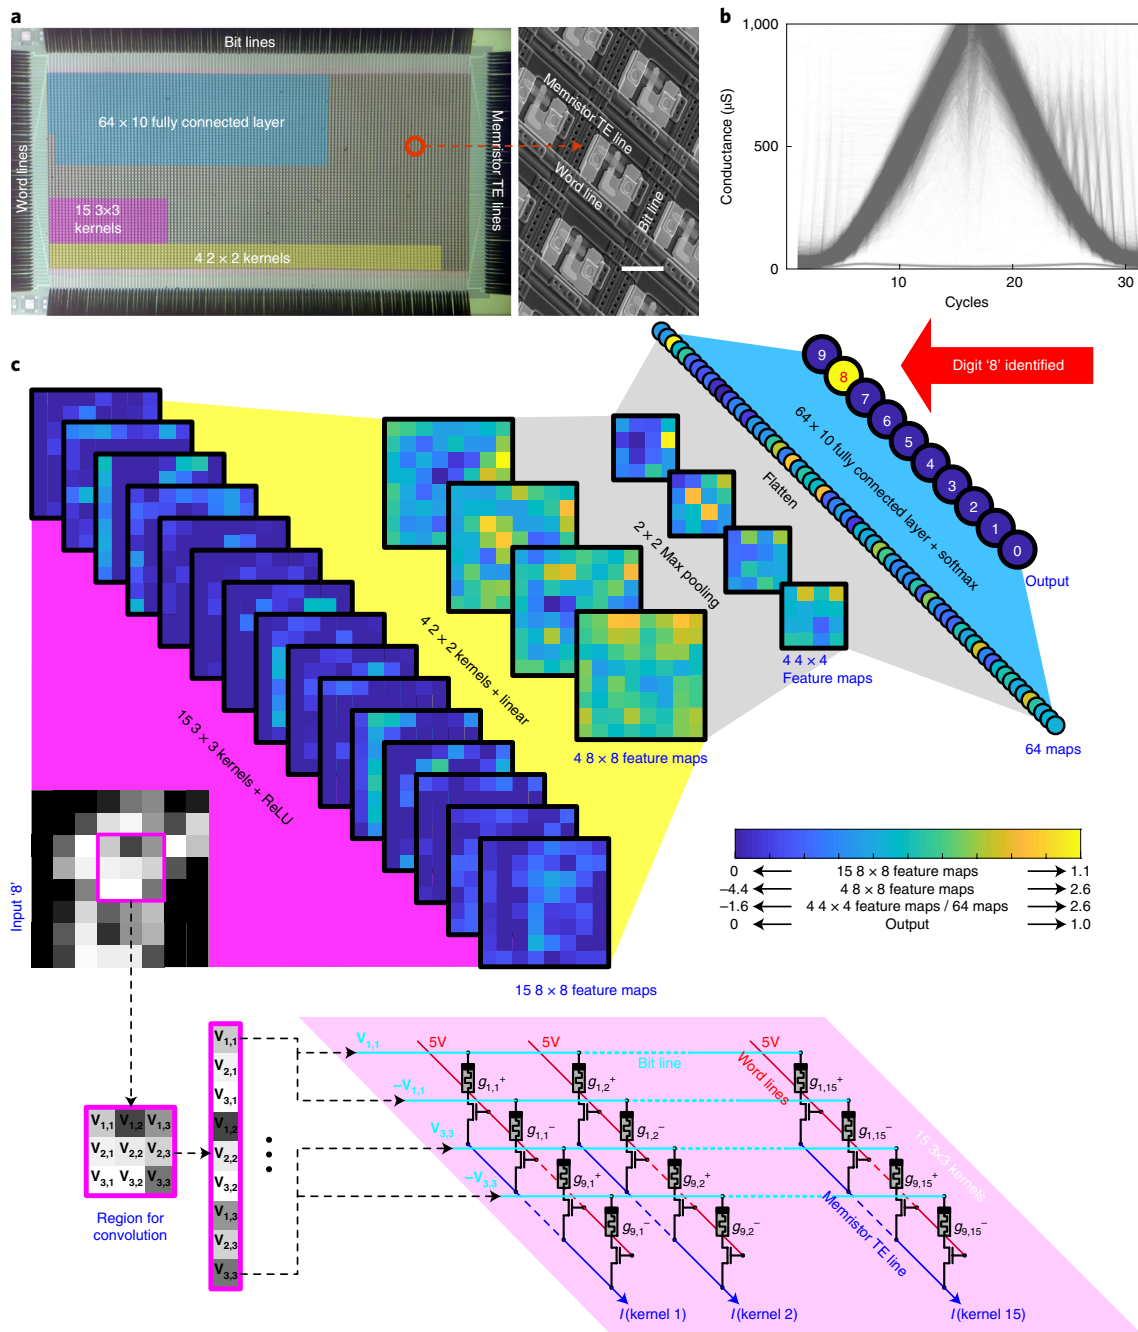 a
Bit lines
Word lines
64 × 10 fully connected layer
15 3×3
kernels
4 2 × 2 kernels
Memristor TE lines
Memristor TE line
Word line
Bit line
b
1,000
500
0
Conductance (μS)
10
20
30
Cycles
c
9
8
7
6
5
4
3
2
1
0
Digit ‘8’ identified
64 × 10 fully connected layer + softmax
Output
Flatten
2 × 2 Max pooling
4 4 × 4
Feature maps
64 maps
4 2 × 2 kernels + linear
4 8 × 8 feature maps
15 3 × 3 kernels + ReLU
15 8 × 8 feature maps
Input ‘8’
0 15 8 × 8 feature maps 1.1
−4.4 4 8 × 8 feature maps 2.6
−1.6 4 4 × 4 feature maps / 64 maps 2.6
0 Output 1.0
V1,1 V1,2 V1,3
V2,1 V2,2 V2,3
V3,1 V3,2 V3,3
Region for
convolution
V1,1
V2,1
V3,1
V1,2
V2,2
V3,2
V1,3
V2,3
V3,3
V1,1
−V1,1
V3,3
−V3,3
5V 5V 5V
Bit line
Word lines
g1,1+ g1,2+ g1,15+
g1,1− g1,2− g1,15−
g9,1+ g9,2+ g9,15+
g9,1− g9,2− g9,15−
15 3×3 kernels
Memristor TE line
I (kernel 1) I (kernel 2) I (kernel 15)